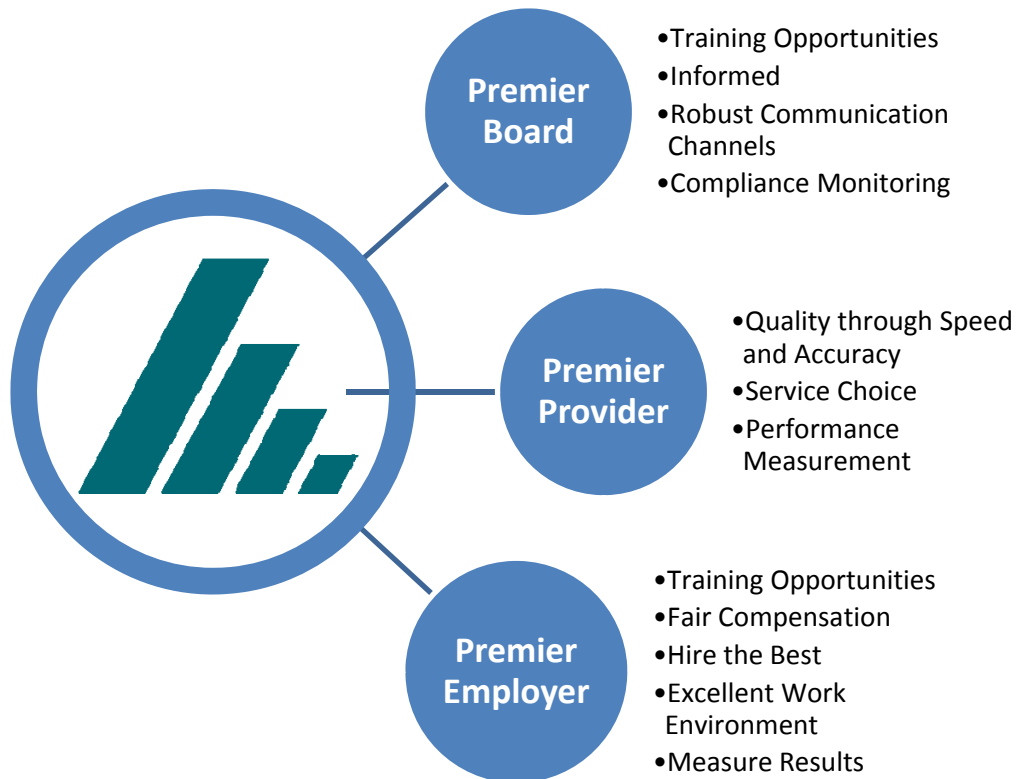 Premier
Board
•Training Opportunities
•Informed
•Robust Communication
Channels
•Compliance Monitoring
Premier
Provider
•Quality through Speed
and Accuracy
•Service Choice
•Performance
Measurement
Premier
Employer
•Training Opportunities
•Fair Compensation
•Hire the Best
•Excellent Work
Environment
•Measure Results